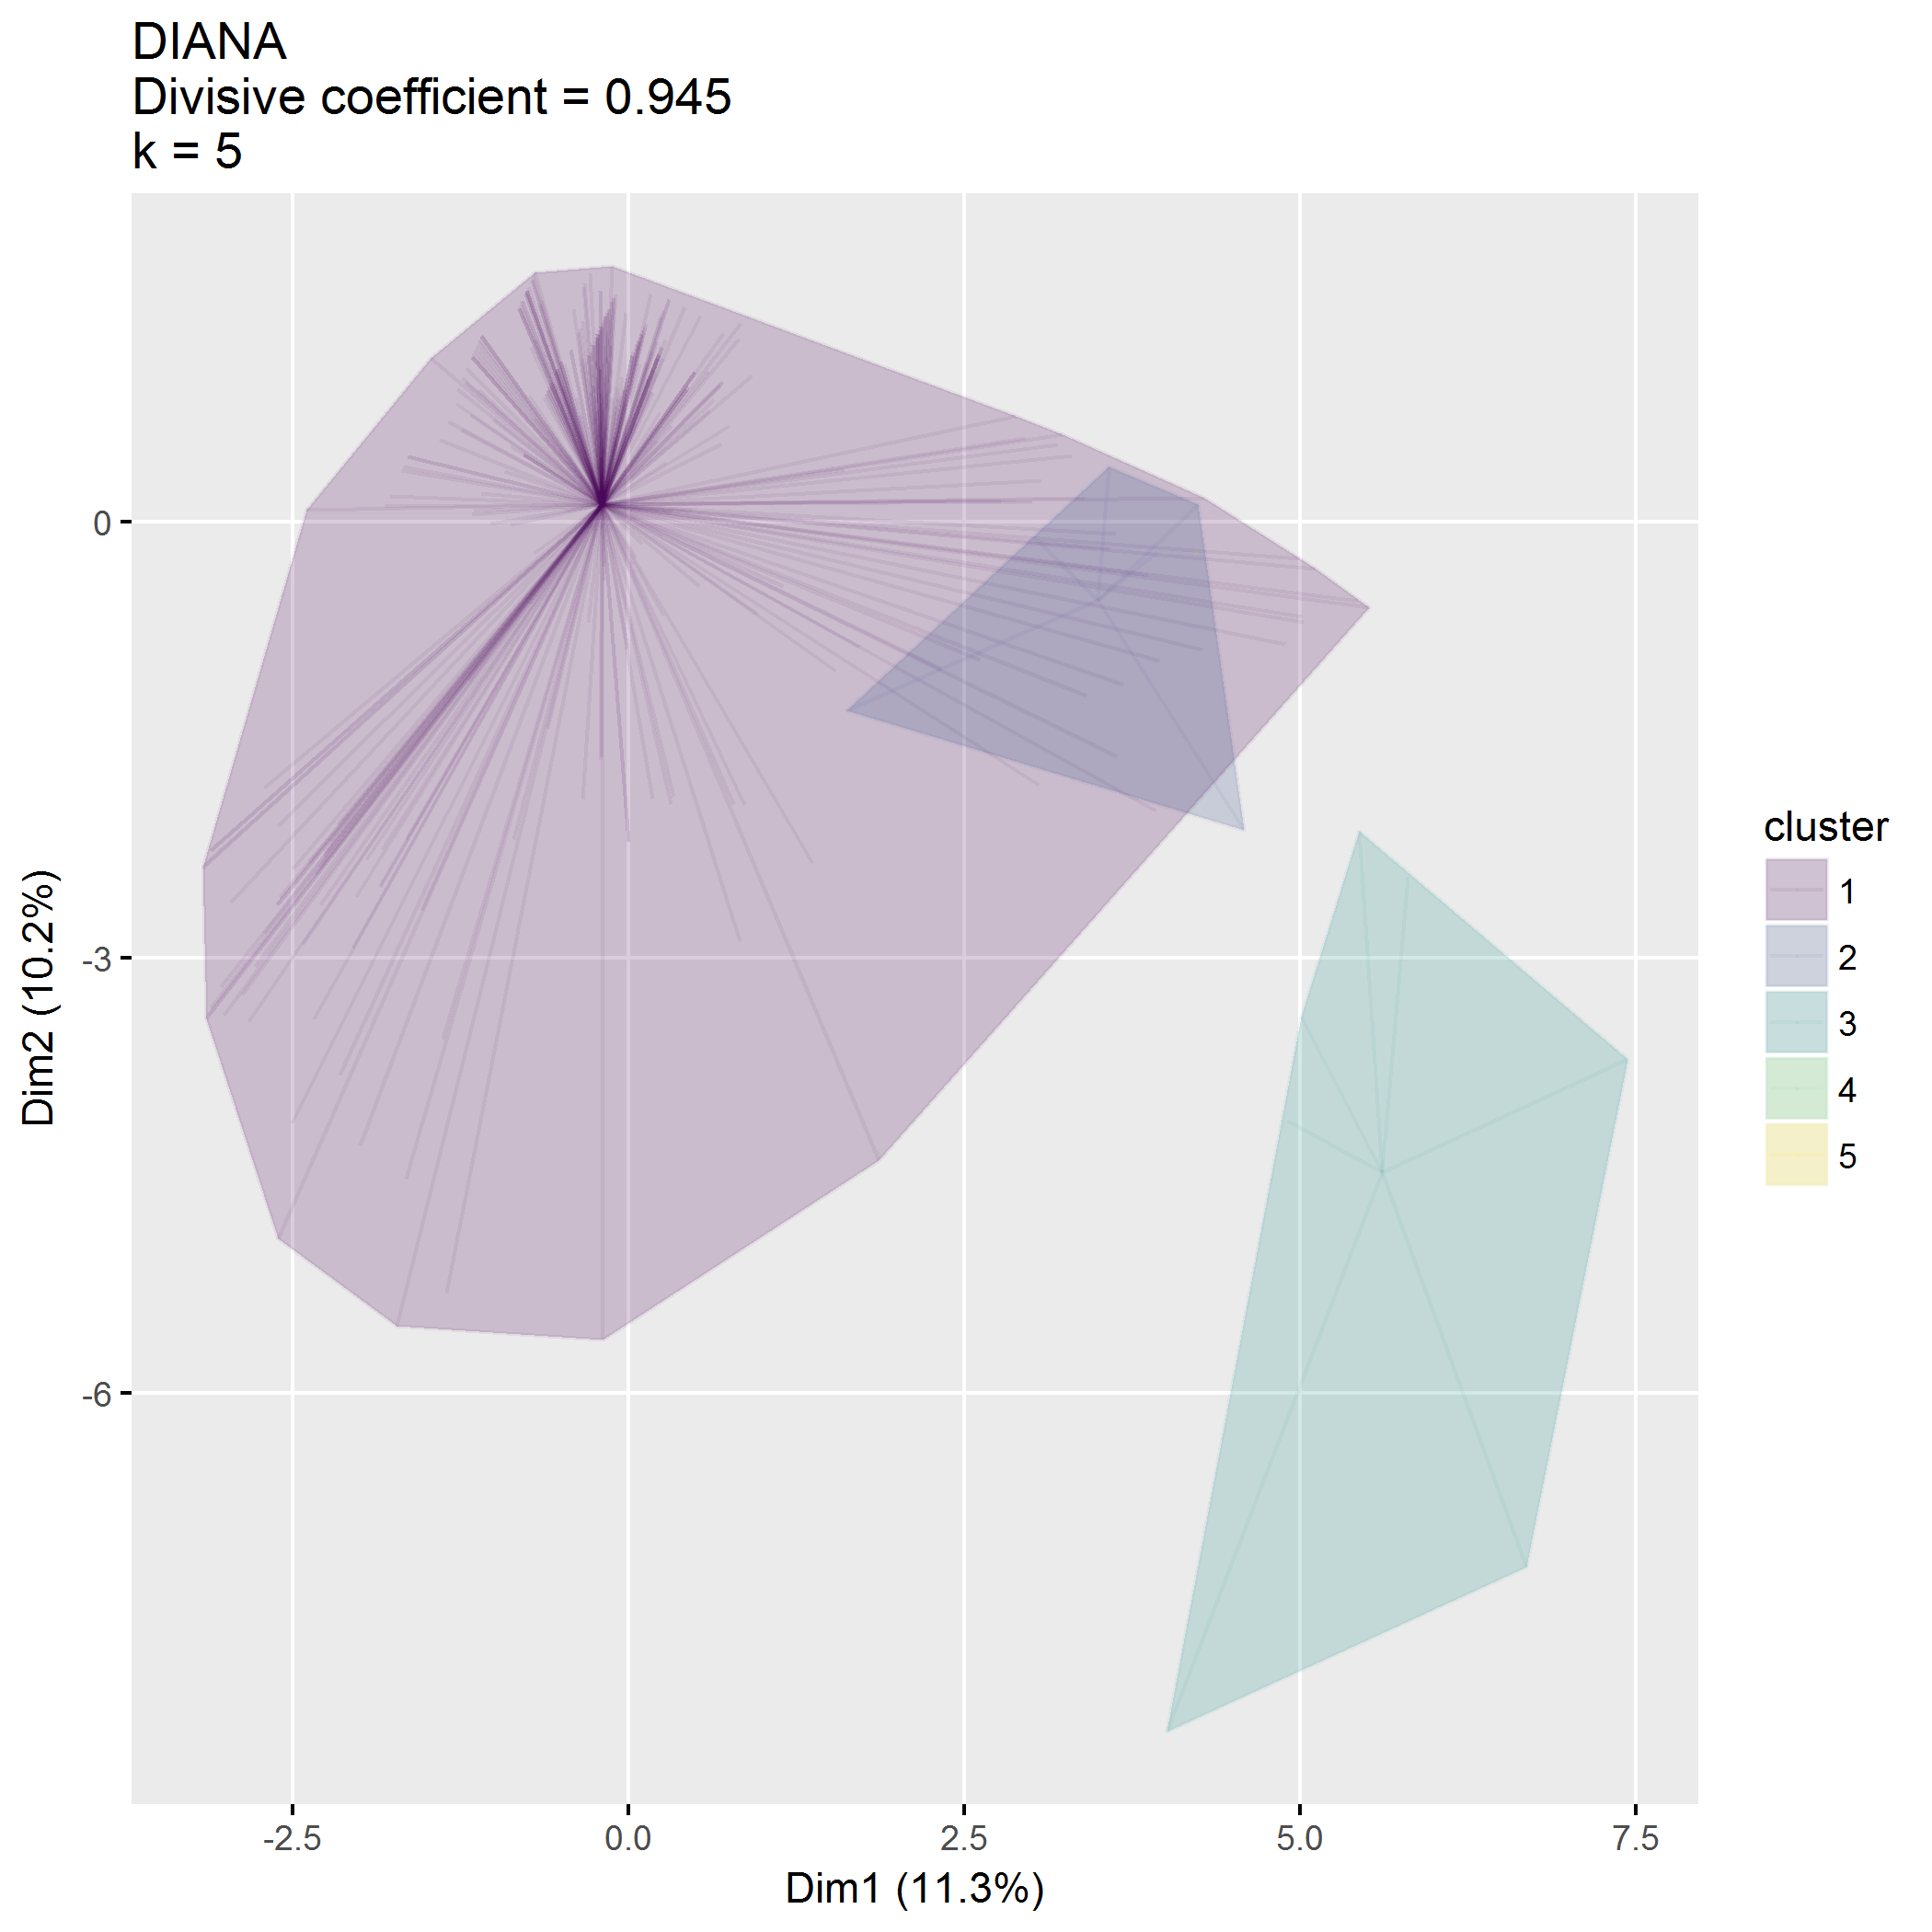 DIANA
Divisive coefficient = 0.945
k = 5
0
-3
-6
Dim2 (10.2%)
-2.5
0.0
2.5
5.0
7.5
Dim1 (11.3%)
cluster
1
2
3
4
5